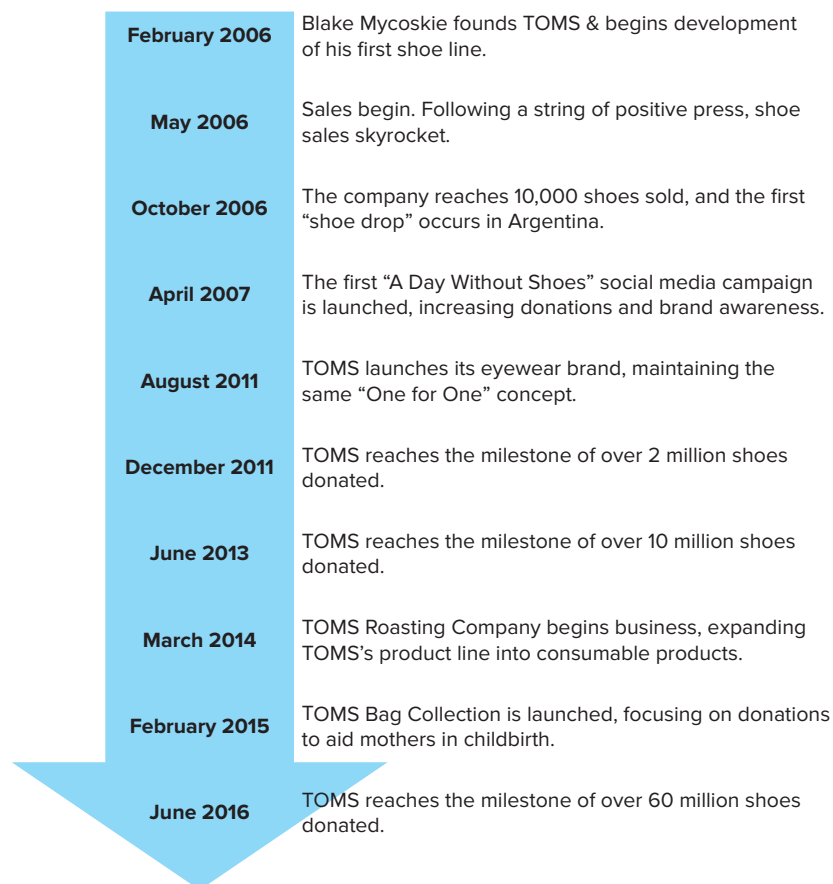 February 2006
Blake Mycoskie founds TOMS & begins development
of his first shoe line.
May 2006
Sales begin. Following a string of positive press, shoe
sales skyrocket.
October 2006
The company reaches 10,000 shoes sold, and the first
“shoe drop” occurs in Argentina.
April 2007
The first “A Day Without Shoes” social media campaign
is launched, increasing donations and brand awareness.
August 2011
TOMS launches its eyewear brand, maintaining the
same “One for One” concept.
December 2011
TOMS reaches the milestone of over 2 million shoes
donated.
June 2013
TOMS reaches the milestone of over 10 million shoes
donated.
March 2014
TOMS Roasting Company begins business, expanding
TOMS’s product line into consumable products.
February 2015
TOMS Bag Collection is launched, focusing on donations
to aid mothers in childbirth.
June 2016
TOMS reaches the milestone of over 60 million shoes
donated.